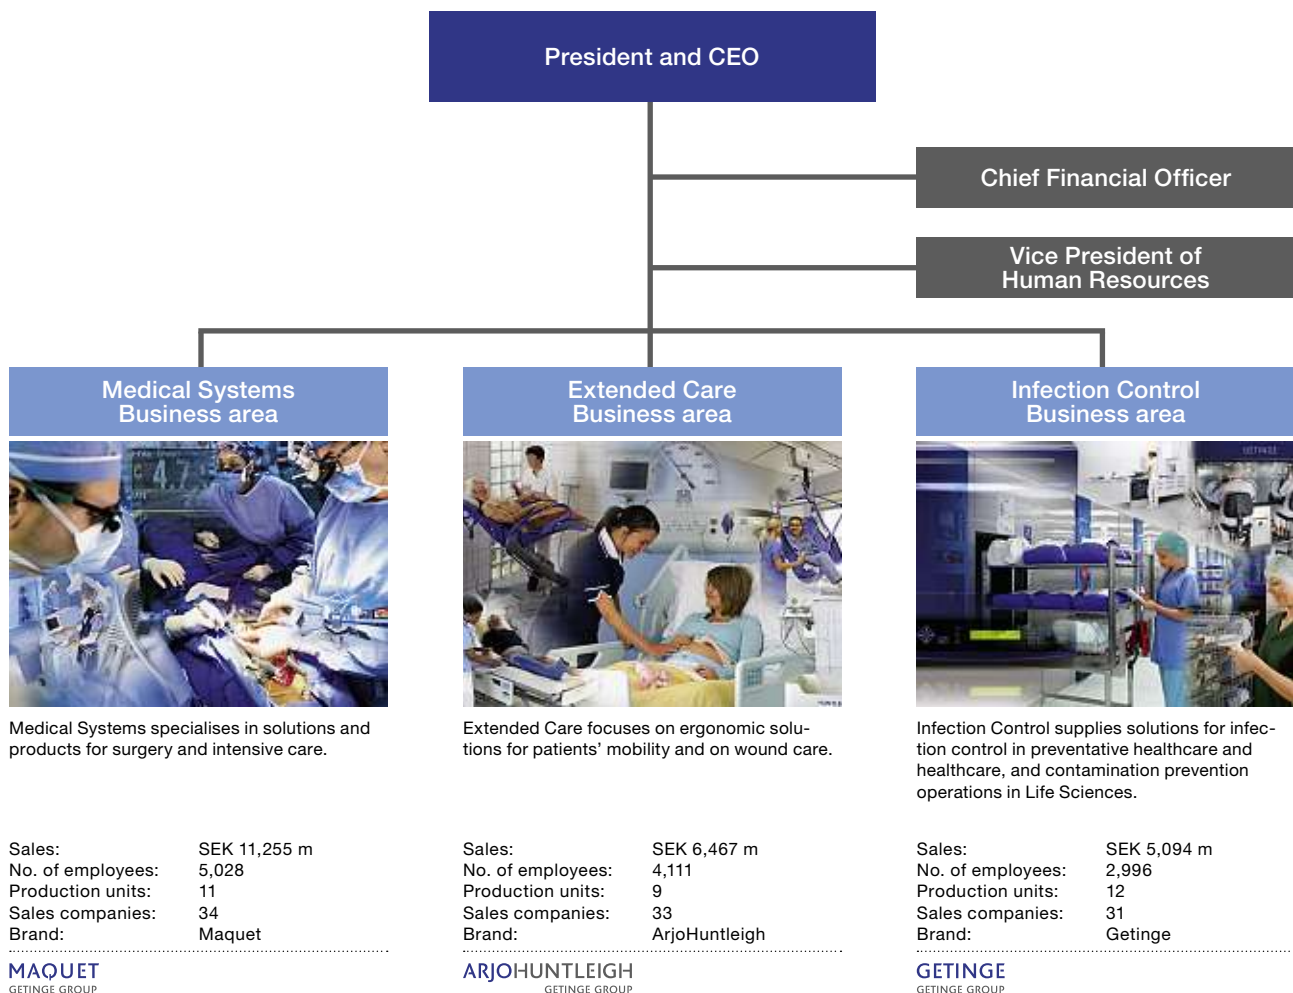 President and CEO
Chief Financial Officer
Vice President of
Human Resources
Medical Systems
Business area
Extended Care
Business area
Infection Control
Business area
4.7
GETINGE
Medical Systems specialises in solutions and
products for surgery and intensive care.
Extended Care focuses on ergonomic solu-
tions for patients' mobility and on wound care.
Infection Control supplies solutions for infec-
tion control in preventative healthcare and
healthcare, and contamination prevention
operations in Life Sciences.
Sales: SEK 11,255 m
No. of employees: 5,028
Production units: 11
Sales companies: 34
Brand: Maquet
Sales: SEK 6,467 m
No. of employees: 4,111
Production units: 9
Sales companies: 33
Brand: ArjoHuntleigh
Sales: SEK 5,094 m
No. of employees: 2,996
Production units: 12
Sales companies: 31
Brand: Getinge
MAQUET
GETINGE GROUP
ARJOHUNTLEIGH
GETINGE GROUP
GETINGE
GETINGE GROUP